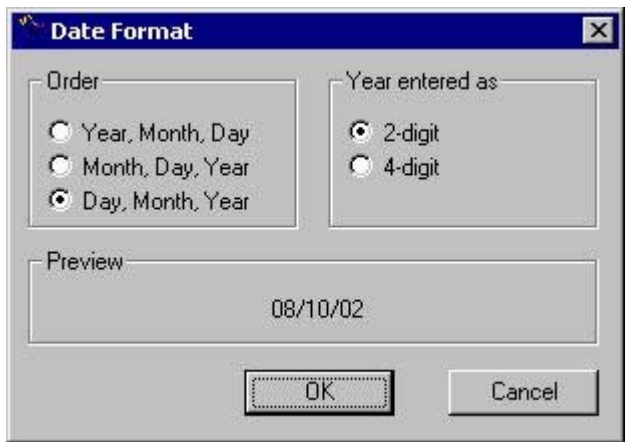 Date Format
Order
Year, Month, Day
Month, Day, Year
Day, Month, Year
Year entered as
2-digit
4-digit
Preview
08/10/02
OK
Cancel